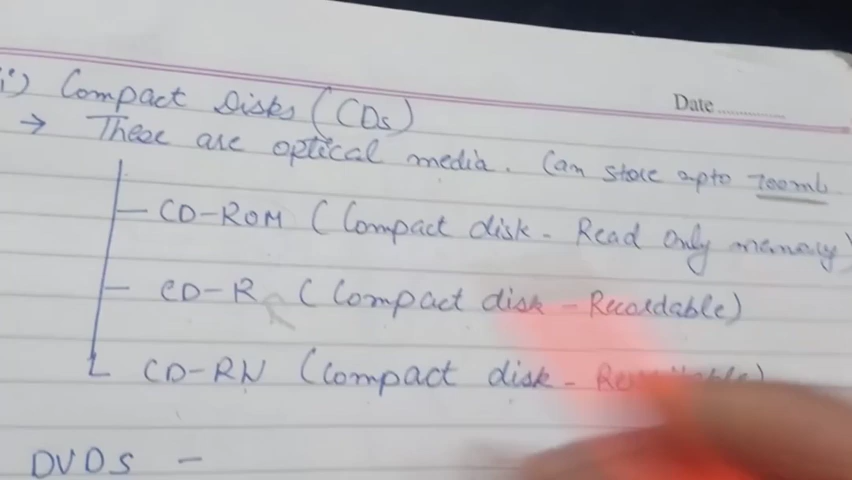 i) Compact Disks (CDs)
Date
→ These are optical media. Can store upto 700mb
CD-ROM (Compact disk - Read Only memory)
CD-R (Compact disk - Recordable)
CD-RW (Compact disk -
DVDs -